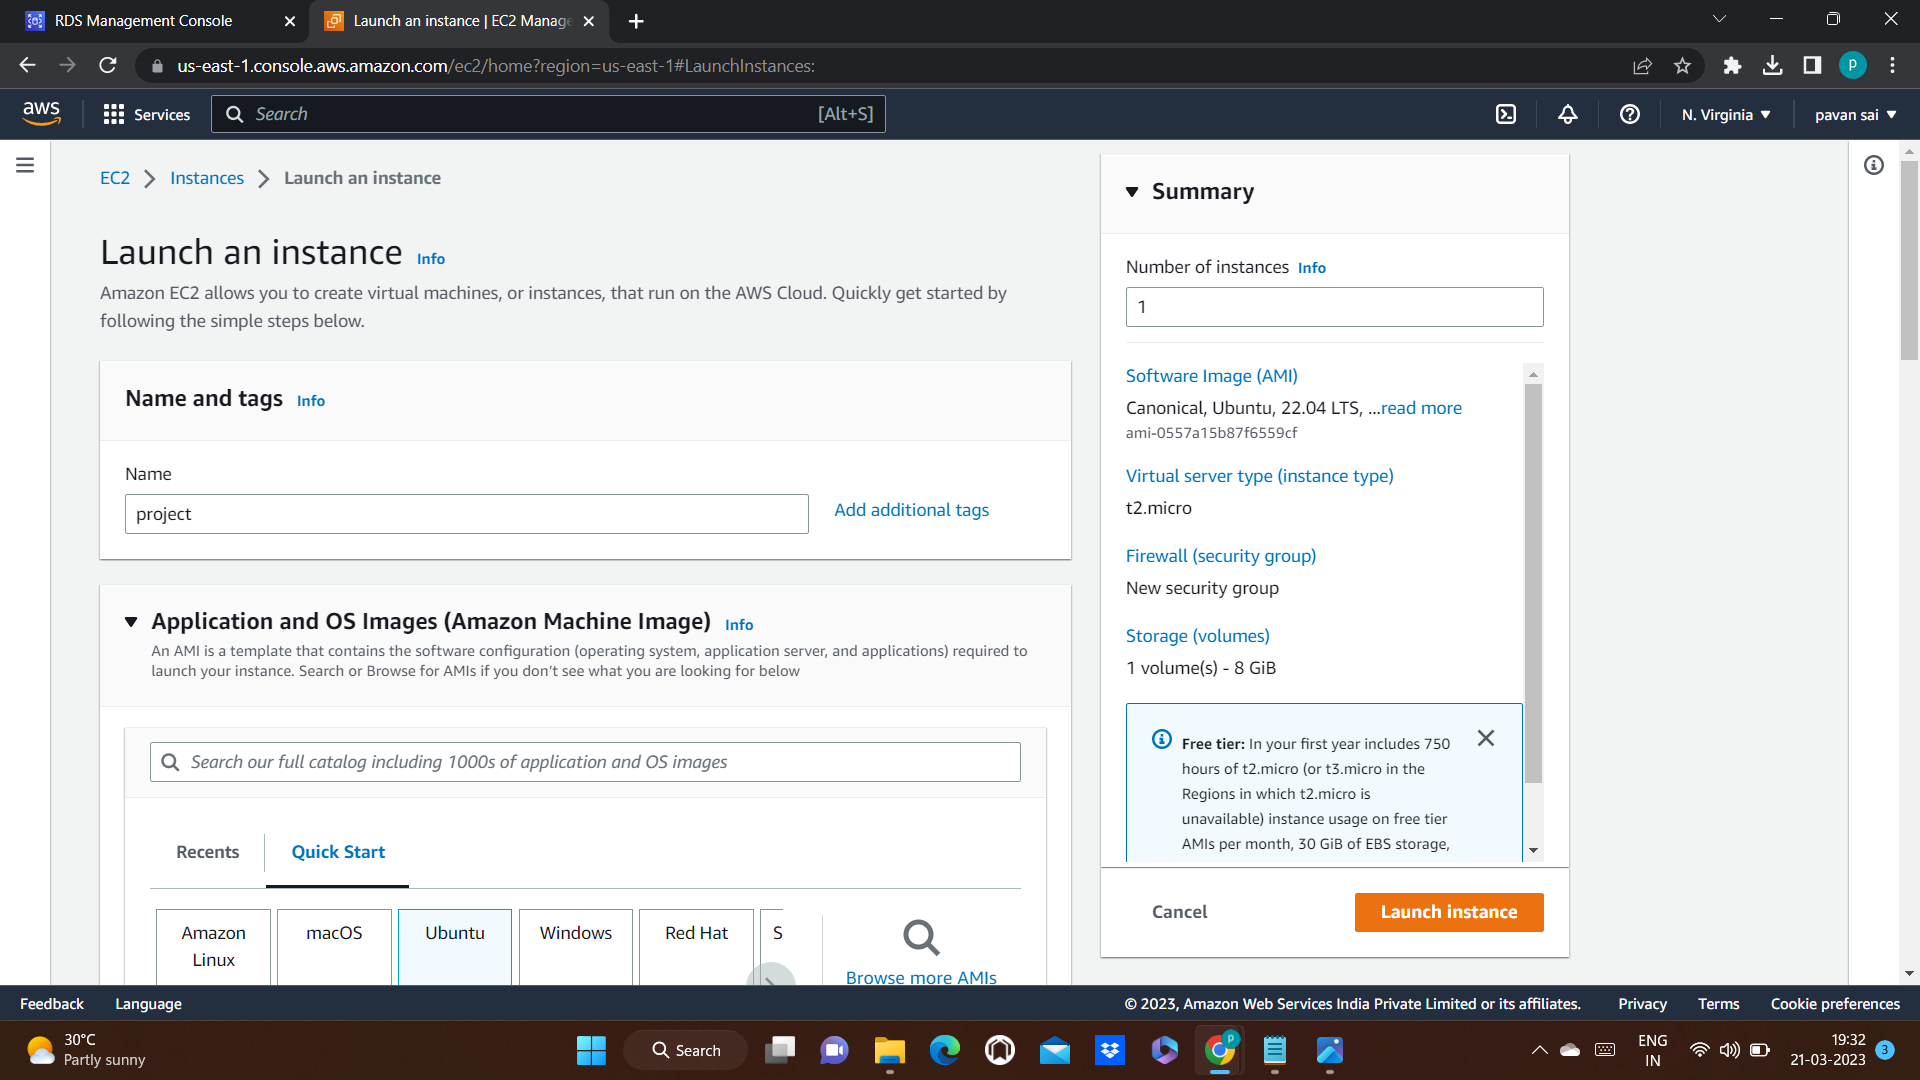 RDS Management Console
Launch an instance | EC2 Manage
us-east-1.console.aws.amazon.com/ec2/home?region=us-east-1#LaunchInstances:
P
aws
Services
Search
[Alt+S]
N. Virginia
pavan sai
EC2
Instances
Launch an instance
Launch an instance Info
Amazon EC2 allows you to create virtual machines, or instances, that run on the AWS Cloud. Quickly get started by
following the simple steps below.
Name and tags Info
Name
project
Add additional tags
Application and OS Images (Amazon Machine Image) Info
An AMI is a template that contains the software configuration (operating system, application server, and applications) required to
launch your instance. Search or Browse for AMIs if you don't see what you are looking for below
Search our full catalog including 1000s of application and OS images
Recents
Quick Start
Amazon
Linux
macOS
Ubuntu
Windows
Red Hat
S
Browse more AMIs
Summary
Number of instances Info
1
Software Image (AMI)
Canonical, Ubuntu, 22.04 LTS, ...read more
ami-0557a15b87f6559cf
Virtual server type (instance type)
t2.micro
Firewall (security group)
New security group
Storage (volumes)
1 volume(s) - 8 GiB
Free tier: In your first year includes 750
hours of t2.micro (or t3.micro in the
Regions in which t2.micro is
unavailable) instance usage on free tier
AMIs per month, 30 GiB of EBS storage,
Cancel
Launch instance
Feedback
Language
© 2023, Amazon Web Services India Private Limited or its affiliates.
Privacy
Terms
Cookie preferences
30°C
Partly sunny
Search
P
ENG
IN
19:32
21-03-2023
3